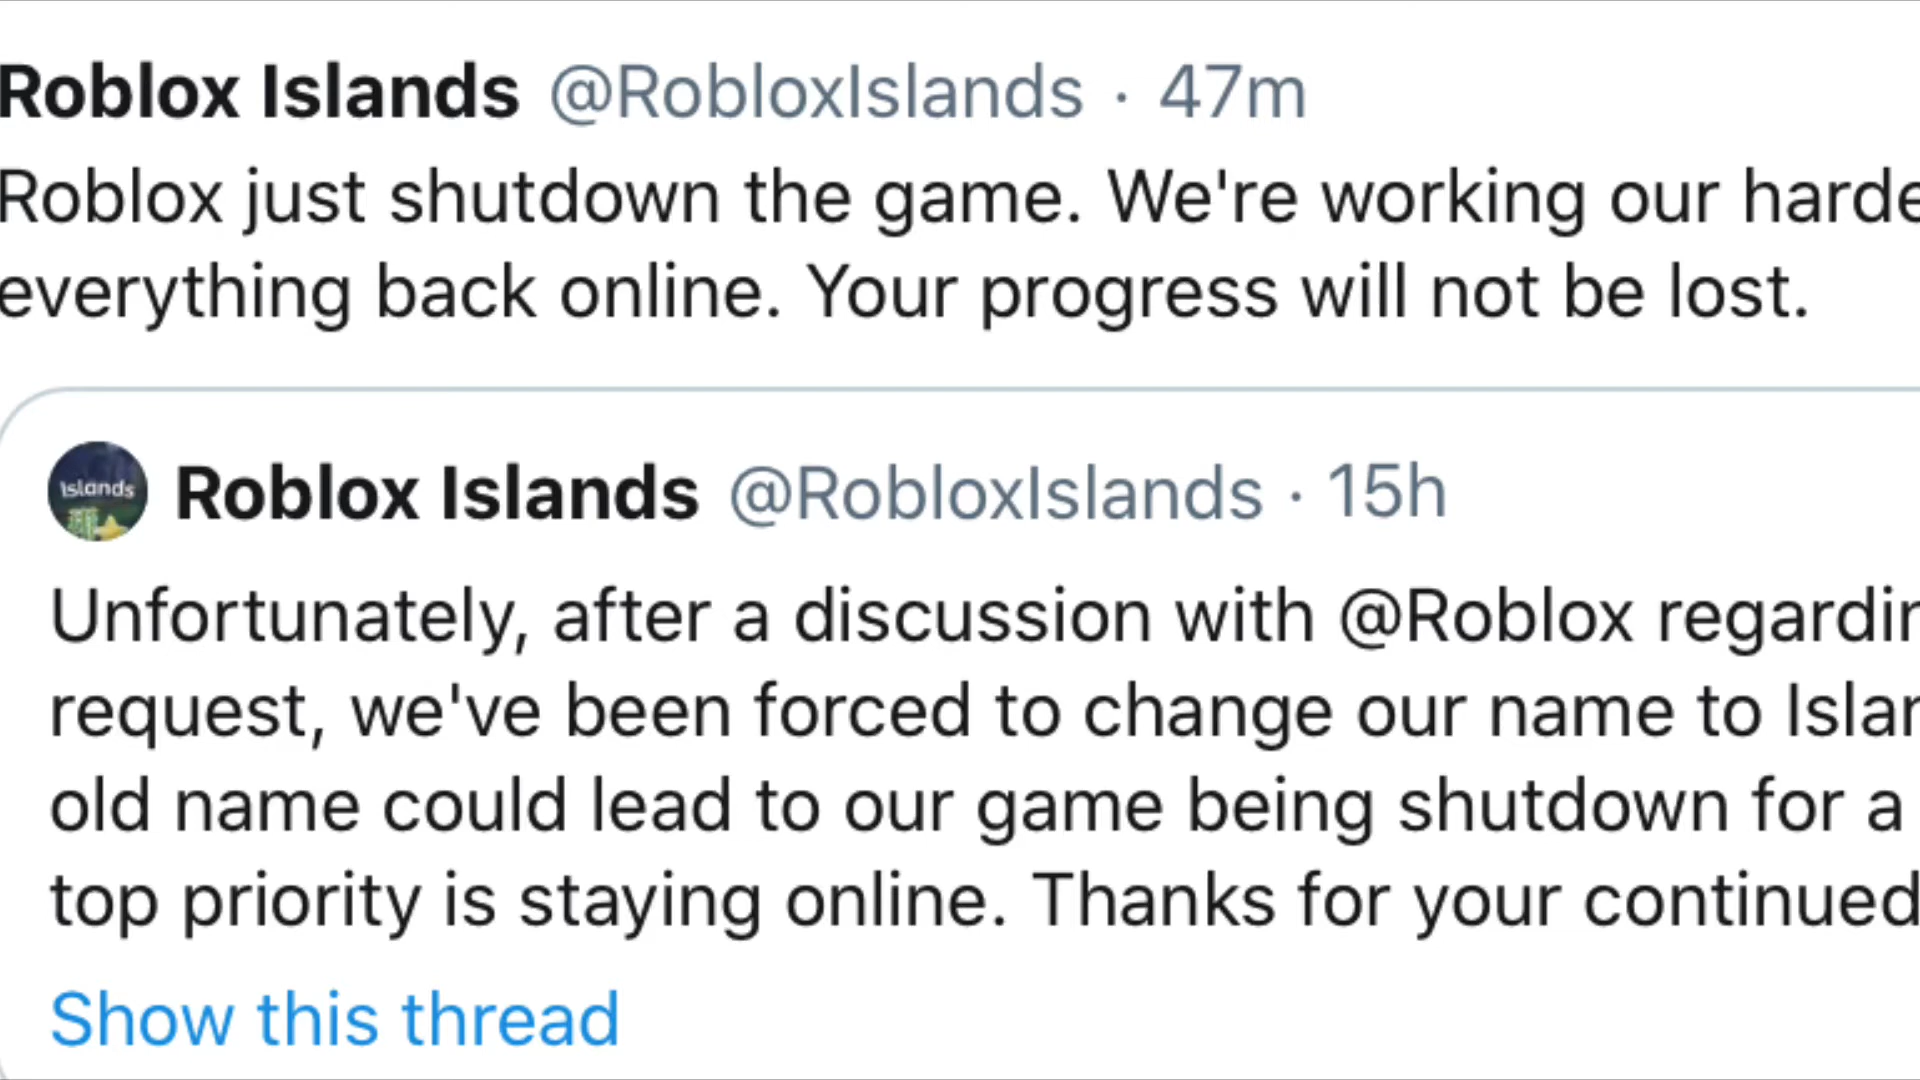 Roblox Islands @RobloxIslands · 47m
Roblox just shutdown the game. We're working our
everything back online. Your progress will not be lost.
Islands
Roblox Islands @RobloxIslands · 15h
Unfortunately, after a discussion with @Roblox
request, we've been forced to change our name to
old name could lead to our game being shutdown for a
top priority is staying online. Thanks for your continued
Show this thread